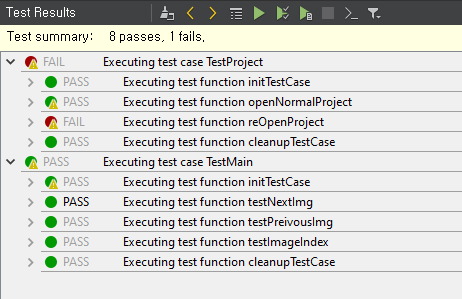 Test Results
Test summary: 8 passes, 1 fails.
FAIL Executing test case TestProject
PASS Executing test function initTestCase
PASS Executing test function openNormalProject
FAIL Executing test function reOpenProject
PASS Executing test function cleanupTestCase
PASS Executing test case TestMain
PASS Executing test function initTestCase
PASS Executing test function testNextImg
PASS Executing test function testPreivousImg
PASS Executing test function testImageIndex
PASS Executing test function cleanupTestCase